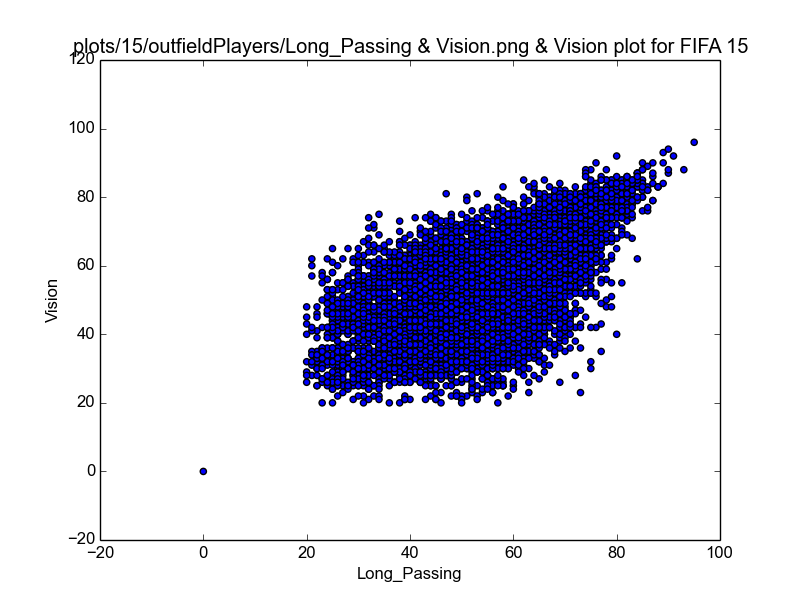 plots/15/outfieldPlayers/Long_Passing & Vision.png & Vision plot for FIFA 15
120
100
80
60
40
20
0
−20
Vision
−20 0 20 40 60 80 100
Long_Passing